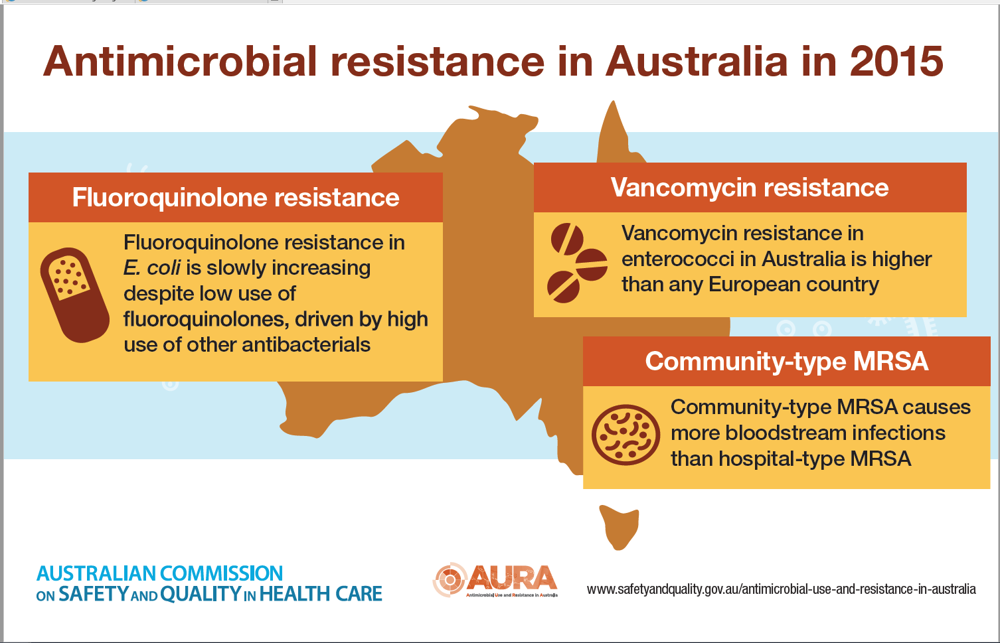 Antimicrobial resistance in Australia in 2015
Fluoroquinolone resistance
Fluoroquinolone resistance in
E. coli is slowly increasing
despite low use of
fluoroquinolones, driven by high
use of other antibacterials
Vancomycin resistance
Vancomycin resistance in
enterococci in Australia is higher
than any European country
Community-type MRSA
Community-type MRSA causes
more bloodstream infections
than hospital-type MRSA
AUSTRALIAN COMMISSION
ON SAFETY AND QUALITY IN HEALTH CARE
AURA
Antimicrobial Use and Resistance in Australia
www.safetyandquality.gov.au/antimicrobial-use-and-resistance-in-australia